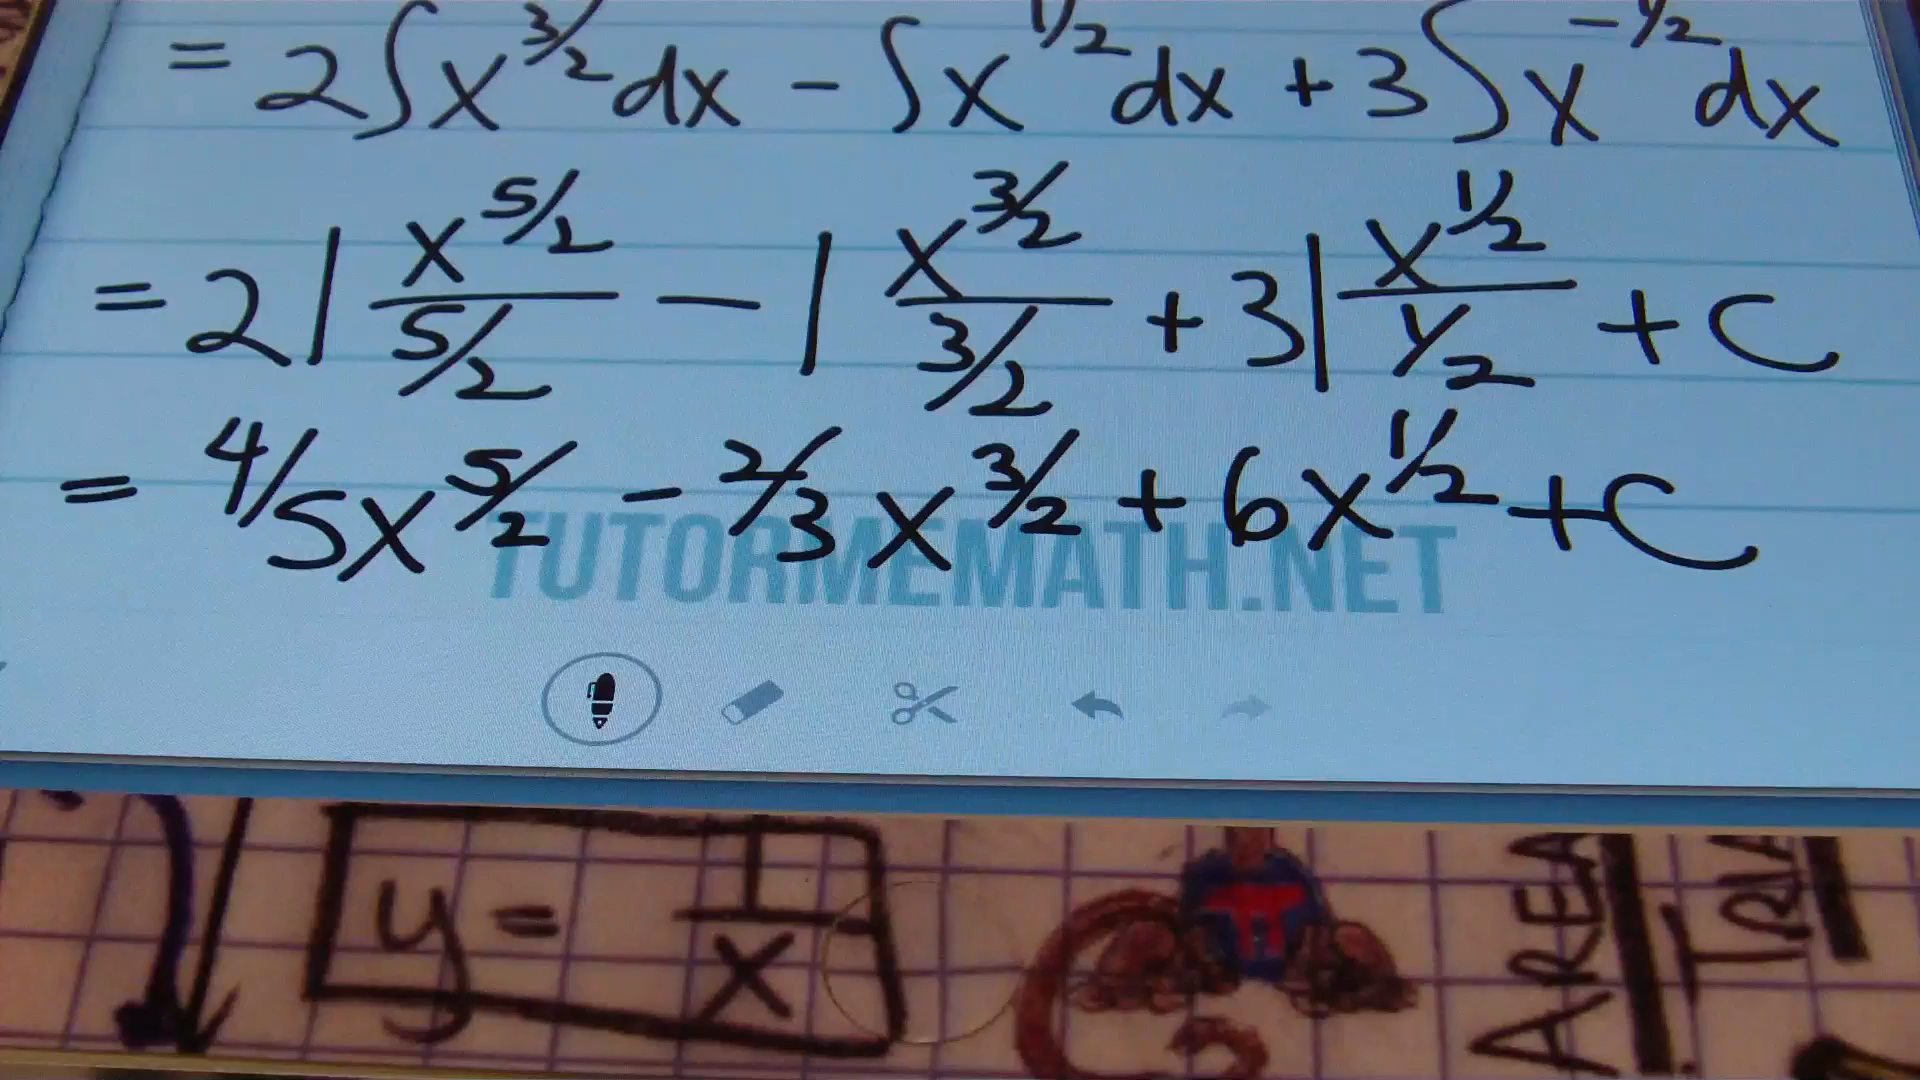 = 2∫x^3/2 dx - ∫x^1/2 dx + 3∫x^-1/2 dx
= 2| x^5/2 / 5/2 - 1| x^3/2 / 3/2 + 3| x^1/2 / 1/2 + C
= 4/5x^5/2 - 2/3x^3/2 + 6x^1/2 + C
TUTORMEMATH.NET
y = 1/x
π
AREA